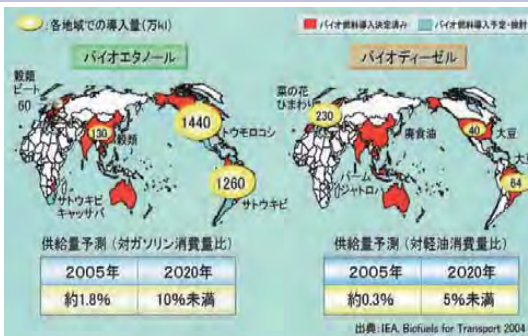 :各地域での導入量(万kl)
バイオ燃料導入決定済み
バイオ燃料導入予定・検討
バイオエタノール
穀類
ビート
60
130
穀類
1440
トウモロコシ
1260
サトウキビ
サトウキビ
キャッサバ
供給量予測(対ガソリン消費量比)
2005年 2020年
約1.8% 10%未満
バイオディーゼル
菜の花
ひまわり
230
廃食油
パーム
ジャトロハ
40
大豆
大豆
64
供給量予測(対軽油消費量比)
2005年 2020年
約0.3% 5%未満
出典:IEA, Biofuels for Transport 2004